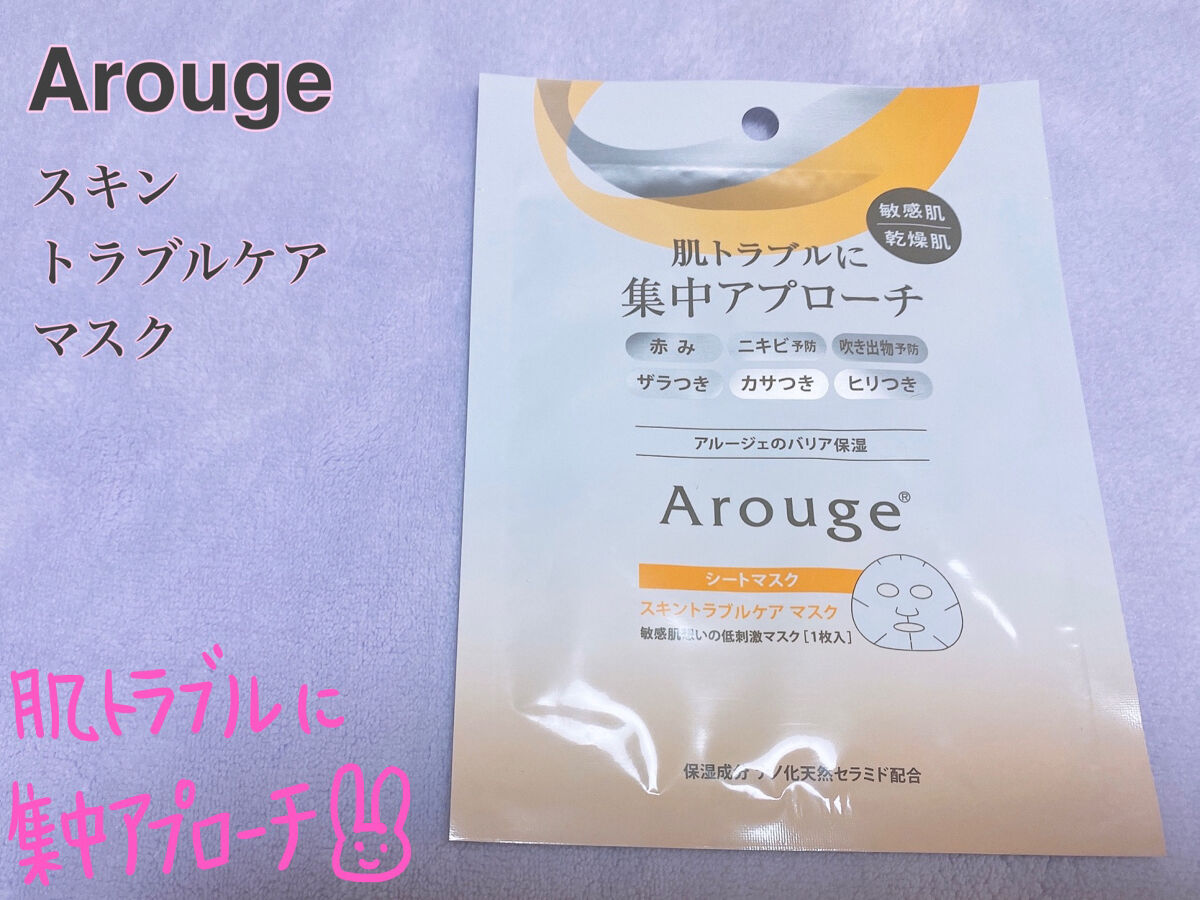 Arouge
スキン
トラブルケア
マスク
敏感肌
乾燥肌
肌トラブルに
集中アプローチ
赤み
ニキビ予防
吹き出物予防
ザラつき
カサつき
ヒリつき
アルージェのバリア保湿
Arouge®
シートマスク
スキントラブルケア マスク
敏感肌想いの低刺激マスク[1枚入]
保湿成分 ナノ化天然セラミド配合
肌トラブルに
集中アプローチ